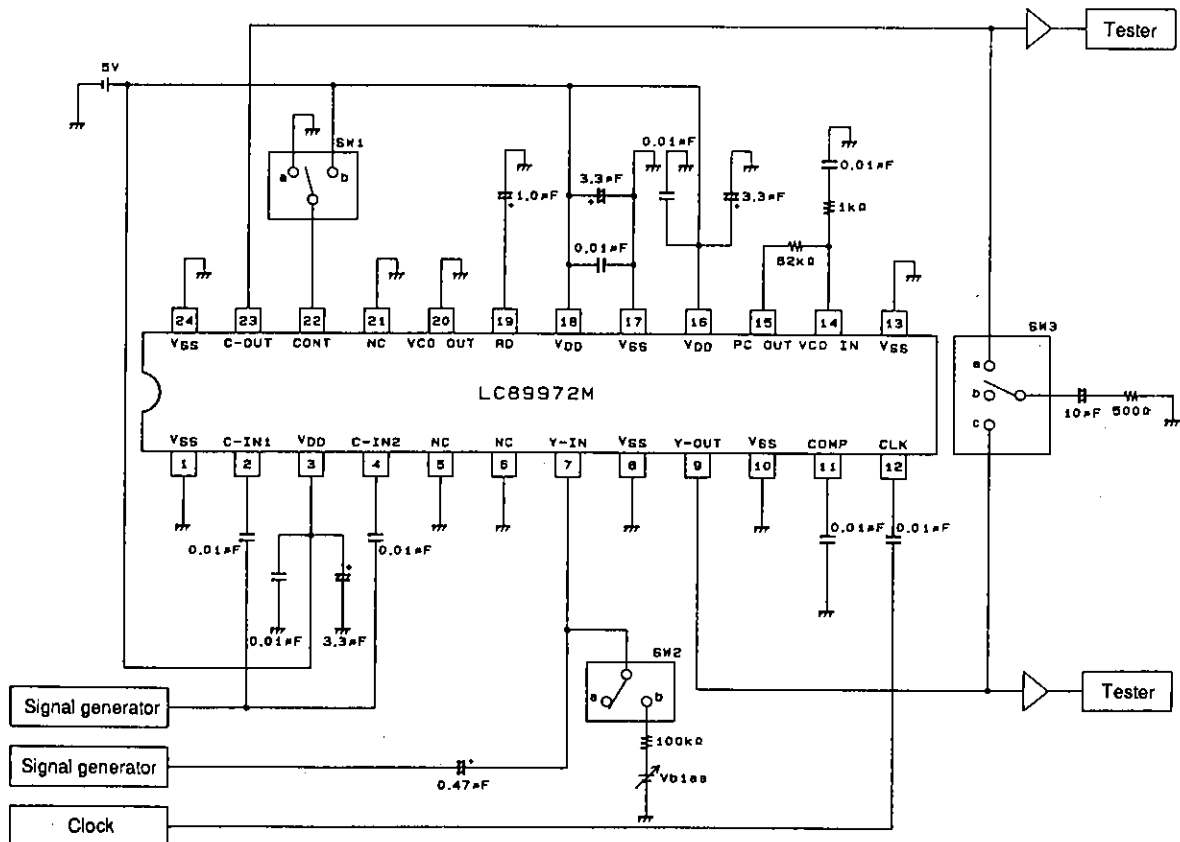 Tester
5V
SW1
a
b
0.01μF
0.01μF
1.0μF
3.3μF
3.3μF
1kΩ
0.01μF
82kΩ
24
23
22
21
20
19
18
17
16
15
14
13
VSS
C-OUT
CONT
NC
VCO OUT
RD
VDD
VSS
VDD
PC OUT
VCO IN
VSS
SW3
a
b
c
10μF
500Ω
LC89972M
VSS
C-IN1
VDD
C-IN2
NC
NC
Y-IN
VSS
Y-OUT
VSS
COMP
CLK
1
2
3
4
5
6
7
8
9
10
11
12
0.01μF
0.01μF
0.01μF
0.01μF
0.01μF
3.3μF
SW2
a
b
Signal generator
Tester
100kΩ
Signal generator
0.47μF
Vbias
Clock